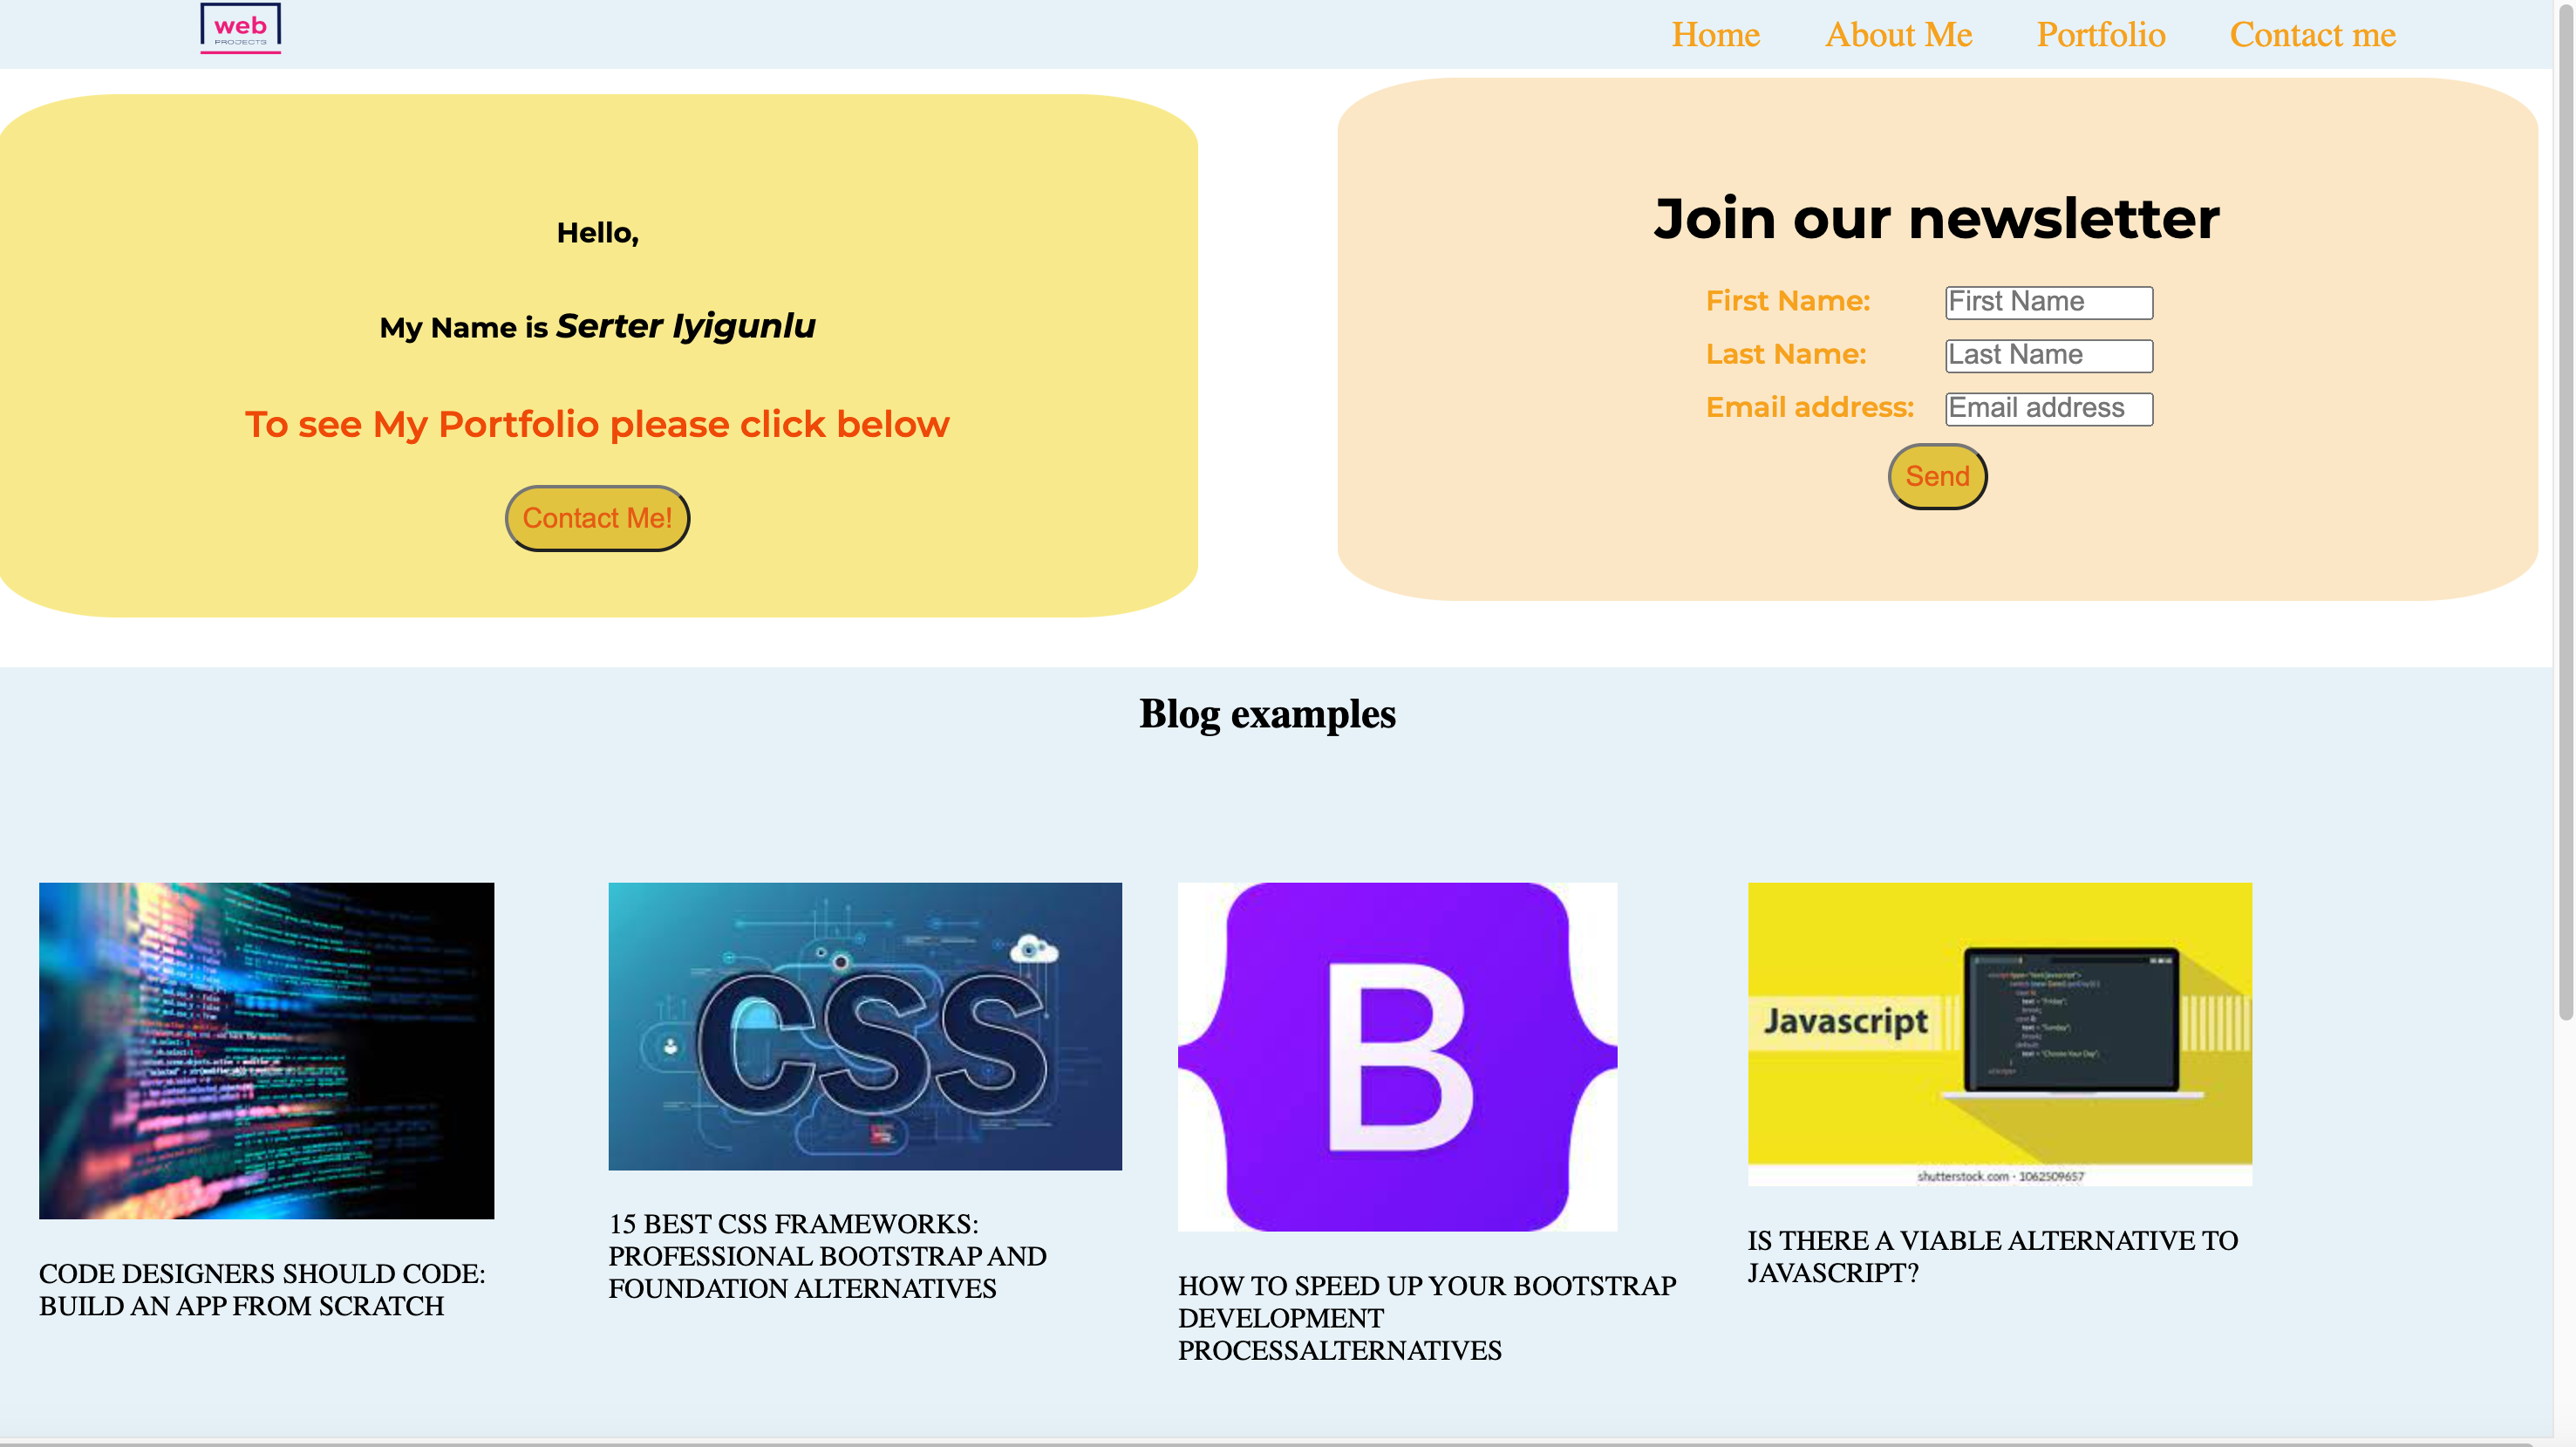 web
PROJECTS
Home About Me Portfolio Contact me
Hello,
My Name is Serter Iyigunlu
To see My Portfolio please click below
Contact Me!
Join our newsletter
First Name: First Name
Last Name: Last Name
Email address: Email address
Send
Blog examples
CSS
B
Javascript
shutterstock.com · 1062509657
CODE DESIGNERS SHOULD CODE:
BUILD AN APP FROM SCRATCH
15 BEST CSS FRAMEWORKS:
PROFESSIONAL BOOTSTRAP AND
FOUNDATION ALTERNATIVES
HOW TO SPEED UP YOUR BOOTSTRAP
DEVELOPMENT
PROCESSALTERNATIVES
IS THERE A VIABLE ALTERNATIVE TO
JAVASCRIPT?